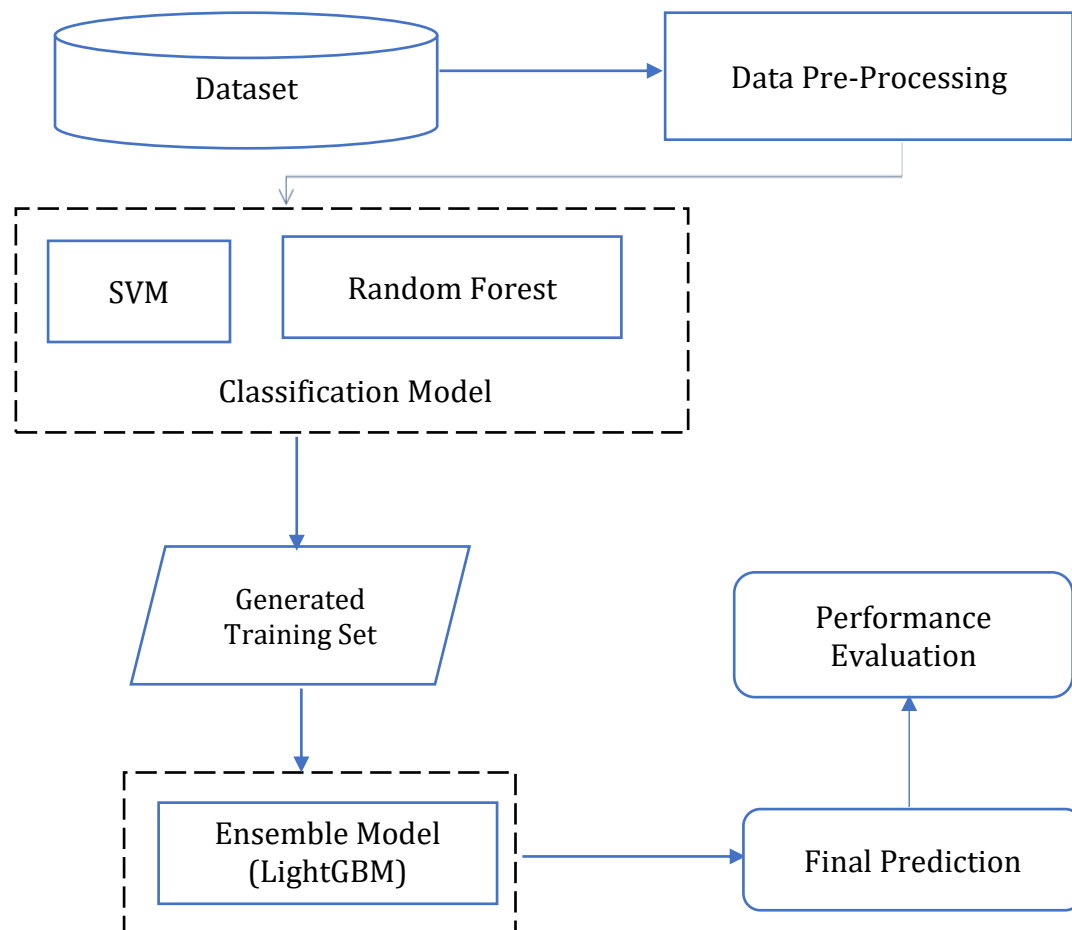 Dataset
Data Pre-Processing
SVM
Random Forest
Classification Model
Generated
Training Set
Performance
Evaluation
Ensemble Model
(LightGBM)
Final Prediction